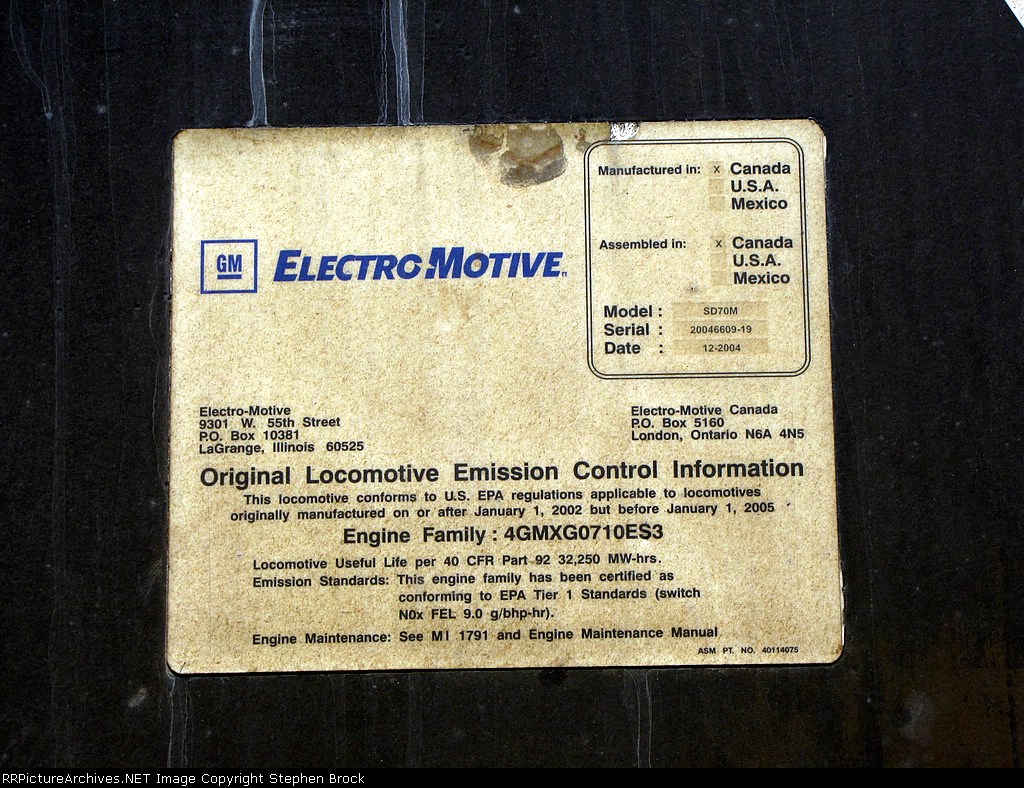 Manufactured in: x Canada
U.S.A.
Mexico
Assembled in: x Canada
U.S.A.
Mexico
GM ELECTRO-MOTIVE
Model : SD70M
Serial : 20046609-19
Date : 12-2004
Electro-Motive
9301 W. 55th Street
P.O. Box 10381
LaGrange, Illinois 60525
Electro-Motive Canada
P.O. Box 5160
London, Ontario N6A 4N5
Original Locomotive Emission Control Information
This locomotive conforms to U.S. EPA regulations applicable to locomotives
originally manufactured on or after January 1, 2002 but before January 1, 2005
Engine Family : 4GMXG0710ES3
Locomotive Useful Life per 40 CFR Part 92 32,250 MW-hrs.
Emission Standards: This engine family has been certified as
conforming to EPA Tier 1 Standards (switch
N0x FEL 9.0 g/bhp-hr).
Engine Maintenance: See MI 1791 and Engine Maintenance Manual
ASM PT. NO. 40114075
RRPictureArchives.NET Image Copyright Stephen Brock